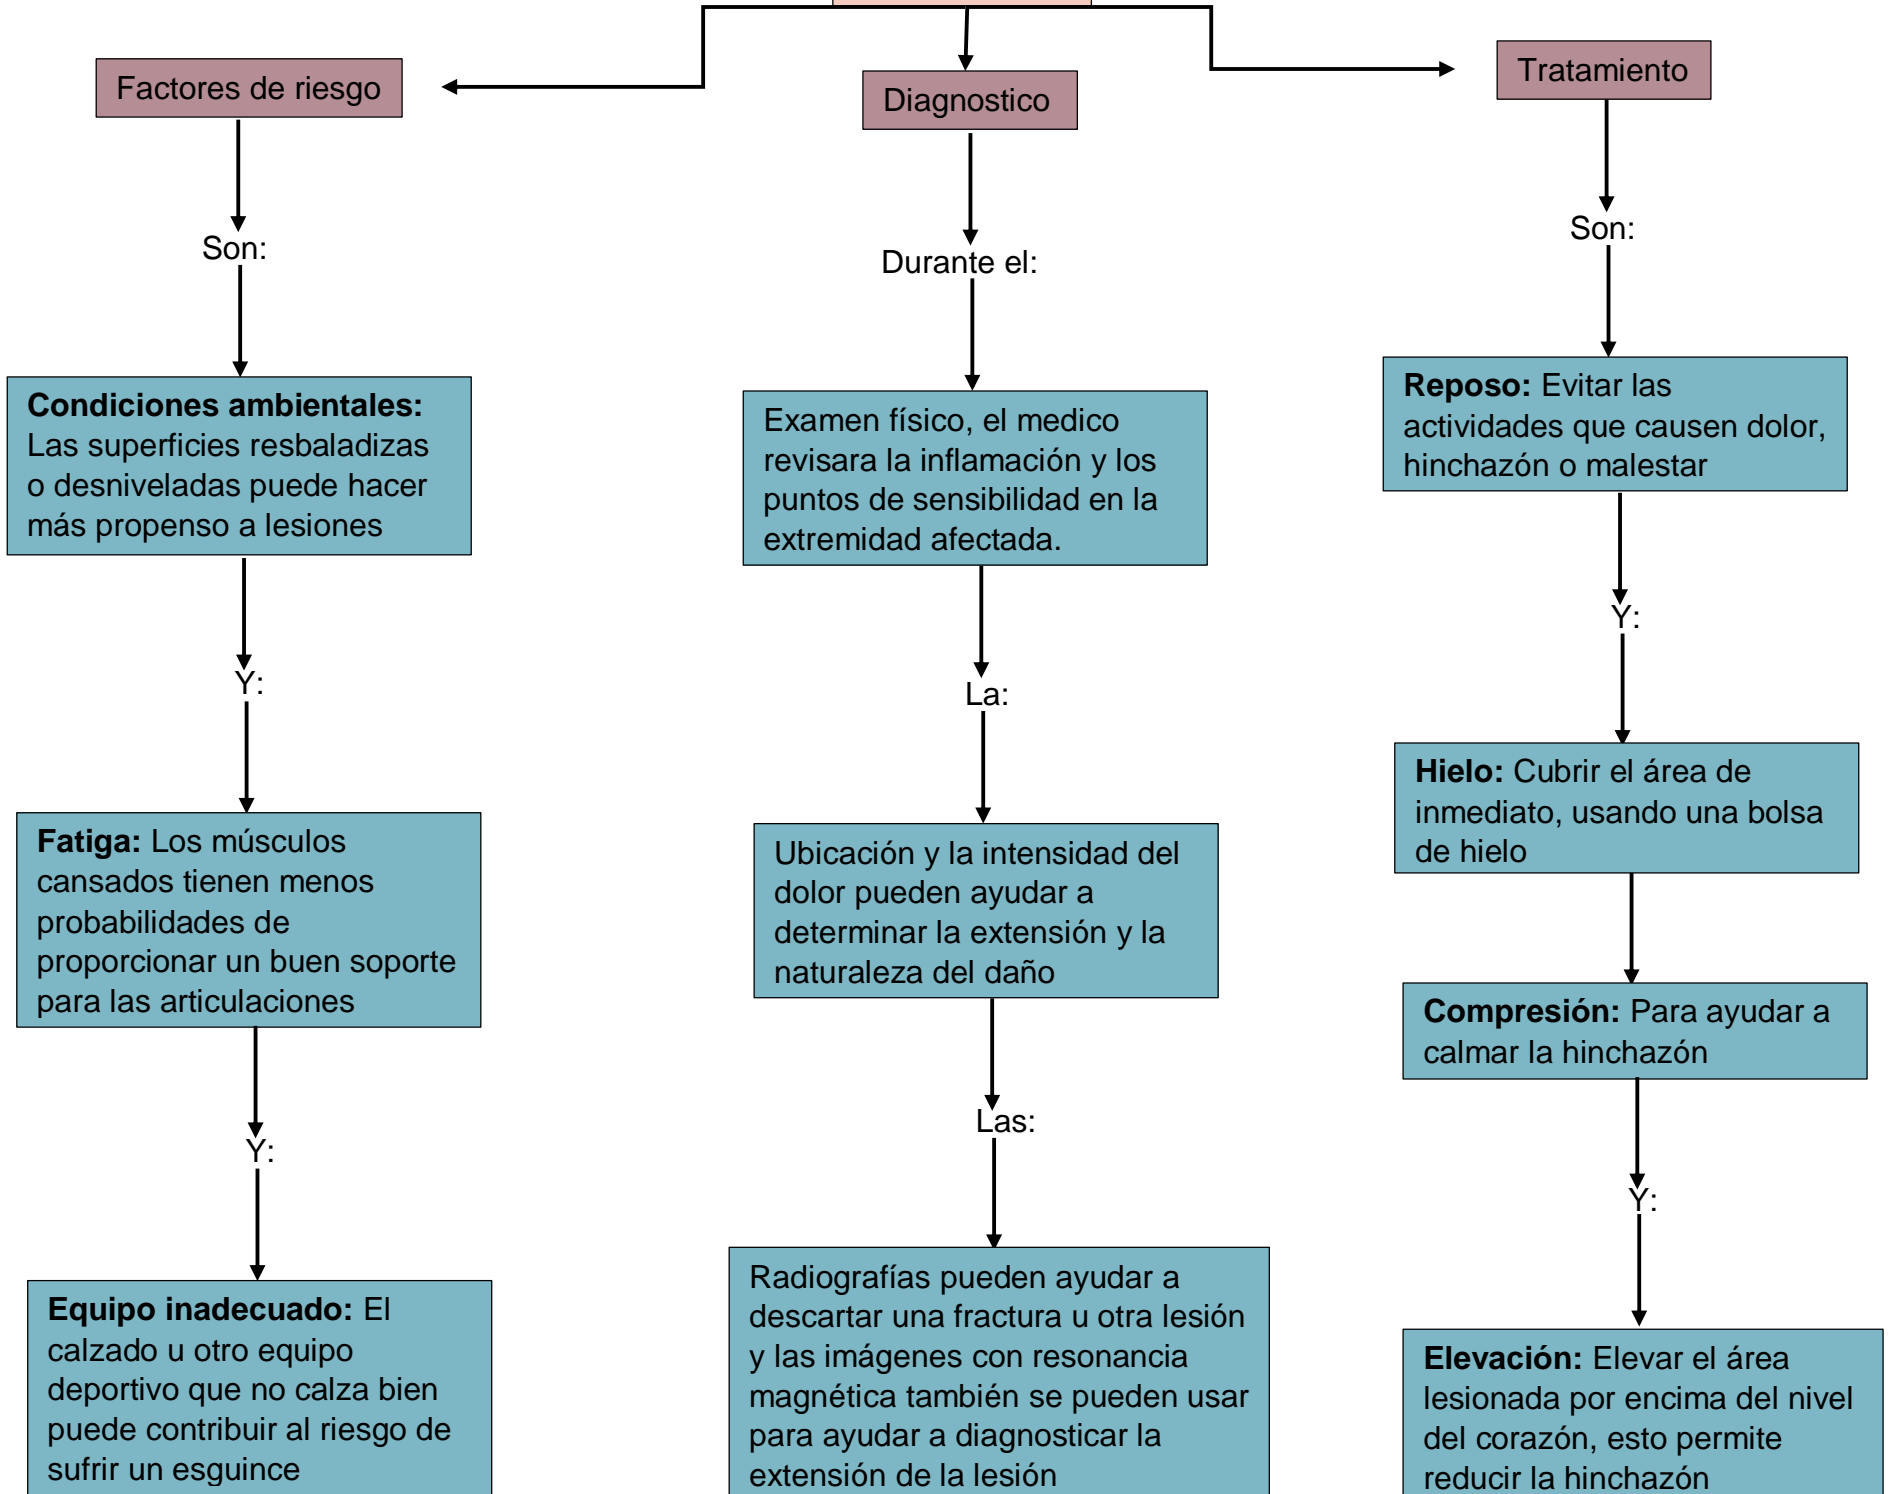 Factores de riesgo
Son:
Condiciones ambientales:
Las superficies resbaladizas
o desniveladas puede hacer
más propenso a lesiones
Y:
Fatiga: Los músculos
cansados tienen menos
probabilidades de
proporcionar un buen soporte
para las articulaciones
Y:
Equipo inadecuado: El
calzado u otro equipo
deportivo que no calza bien
puede contribuir al riesgo de
sufrir un esguince
Diagnostico
Durante el:
Examen físico, el medico
revisara la inflamación y los
puntos de sensibilidad en la
extremidad afectada.
La:
Ubicación y la intensidad del
dolor pueden ayudar a
determinar la extensión y la
naturaleza del daño
Las:
Radiografías pueden ayudar a
descartar una fractura u otra lesión
y las imágenes con resonancia
magnética también se pueden usar
para ayudar a diagnosticar la
extensión de la lesión
Tratamiento
Son:
Reposo: Evitar las
actividades que causen dolor,
hinchazón o malestar
Y:
Hielo: Cubrir el área de
inmediato, usando una bolsa
de hielo
Compresión: Para ayudar a
calmar la hinchazón
Y:
Elevación: Elevar el área
lesionada por encima del nivel
del corazón, esto permite
reducir la hinchazón